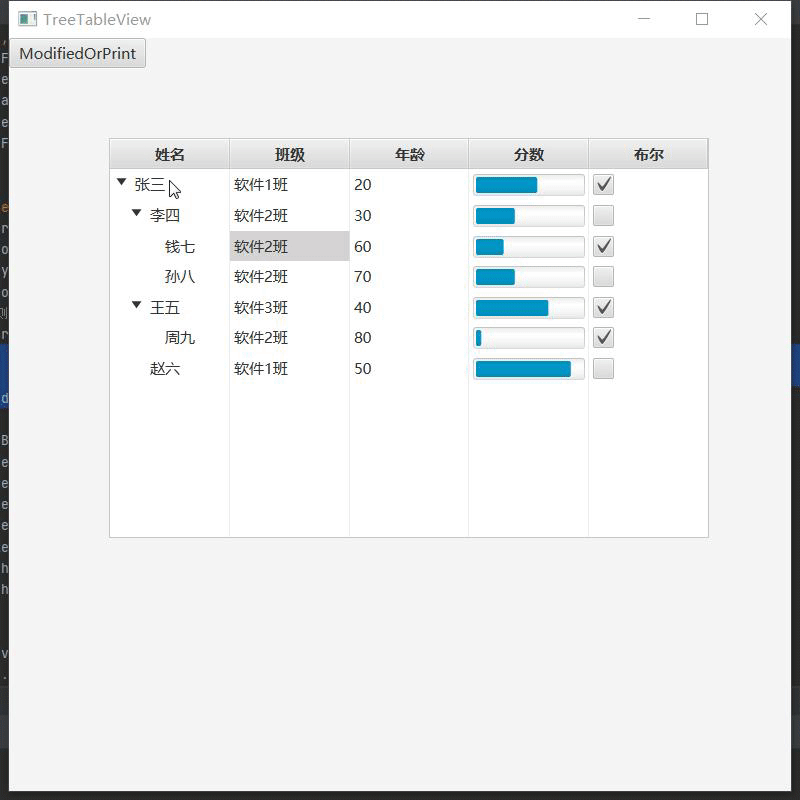 TreeTableView
ModifiedOrPrint
姓名 班级 年龄 分数 布尔
张三 软件1班 20
李四 软件2班 30
钱七 软件2班 60
孙八 软件2班 70
王五 软件3班 40
周九 软件2班 80
赵六 软件1班 50